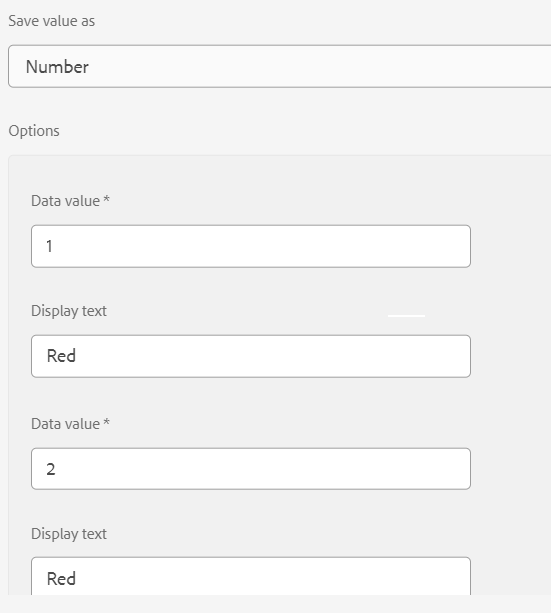 Save value as
Number
Options
Data value *
1
Display text
Red
Data value *
2
Display text
Red